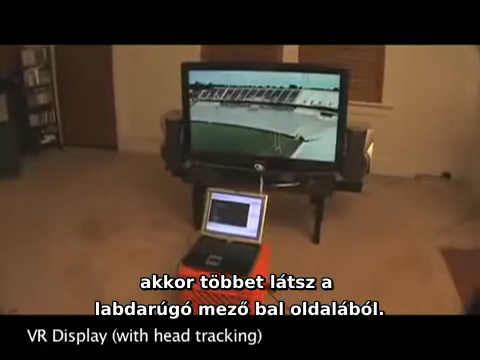 akkor többet látsz a
labdarúgó mező bal oldalából.
VR Display (with head tracking)